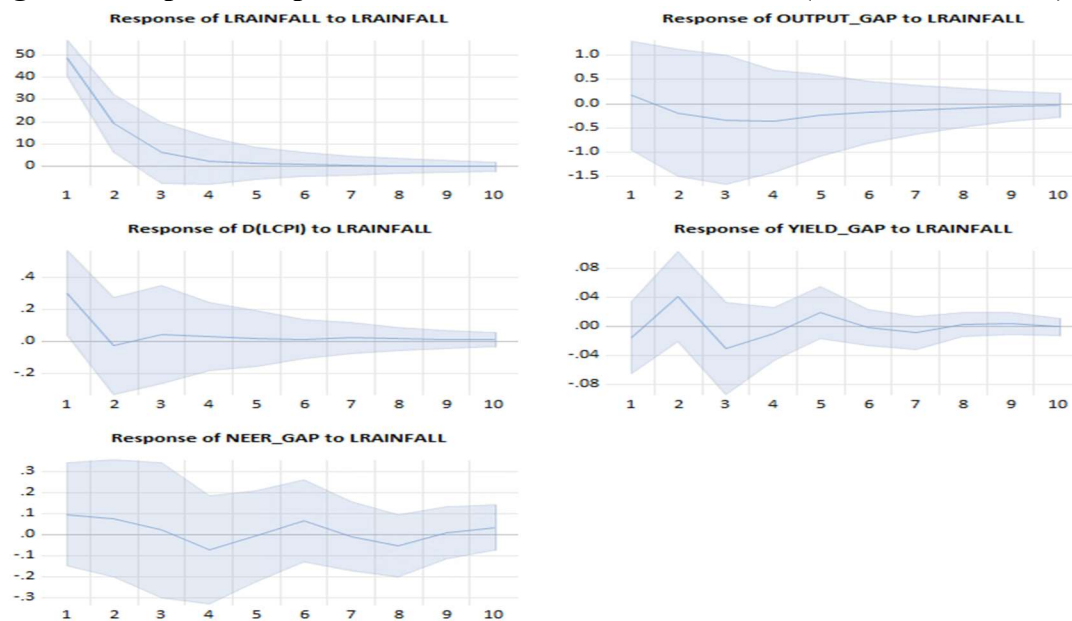 Response of LRAINFALL to LRAINFALL
50
40
30
20
10
0
1 2 3 4 5 6 7 8 9 10
Response of OUTPUT_GAP to LRAINFALL
1.0
0.5
0.0
-0.5
-1.0
-1.5
1 2 3 4 5 6 7 8 9 10
Response of D(LCPI) to LRAINFALL
.4
.2
.0
-.2
1 2 3 4 5 6 7 8 9 10
Response of YIELD_GAP to LRAINFALL
.08
.04
.00
-.04
-.08
1 2 3 4 5 6 7 8 9 10
Response of NEER_GAP to LRAINFALL
.3
.2
.1
.0
-.1
-.2
-.3
1 2 3 4 5 6 7 8 9 10